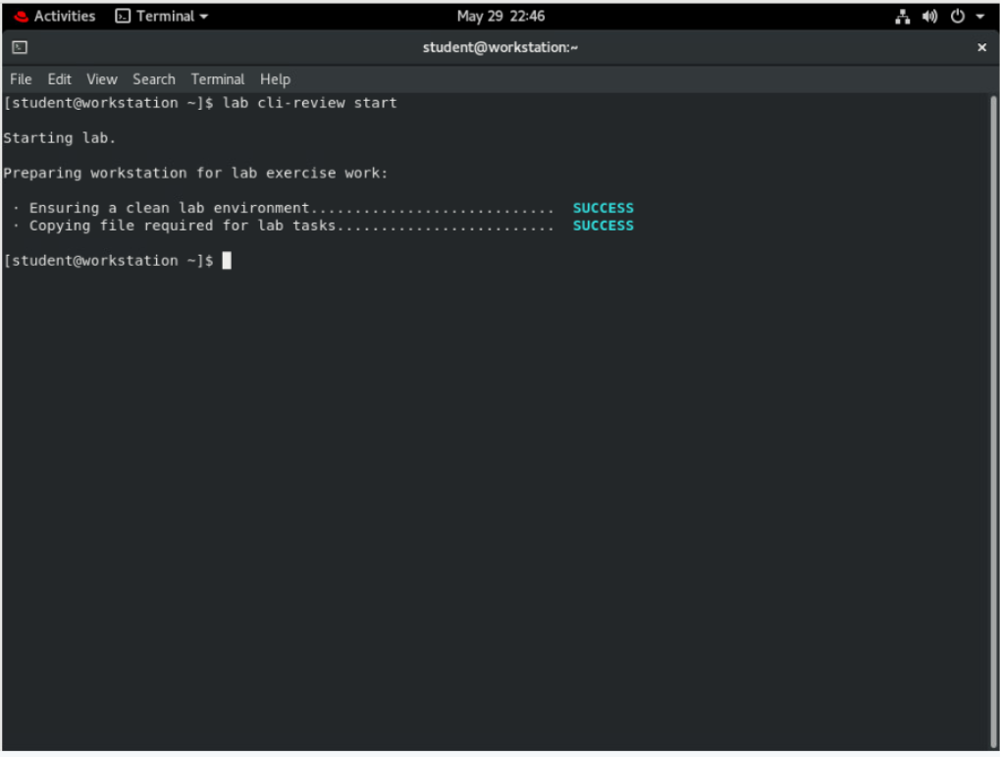 Activities Terminal May 29 22:46
student@workstation:~ ×
File Edit View Search Terminal Help
[student@workstation ~]$ lab cli-review start
Starting lab.
Preparing workstation for lab exercise work:
· Ensuring a clean lab environment............................ SUCCESS
· Copying file required for lab tasks......................... SUCCESS
[student@workstation ~]$